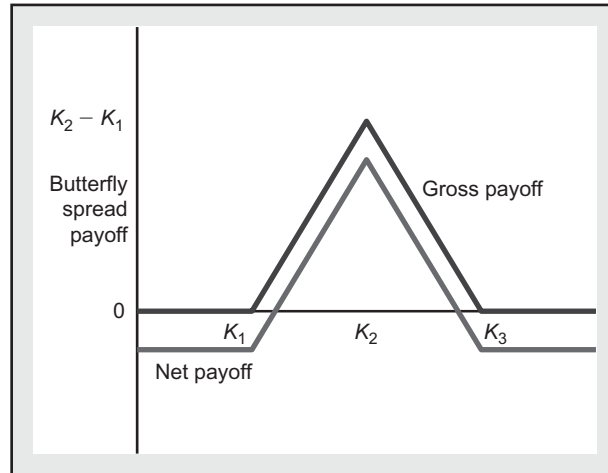 K₂ − K₁
Butterfly
spread
payoff
Gross payoff
0
K₁
K₂
K₃
Net payoff